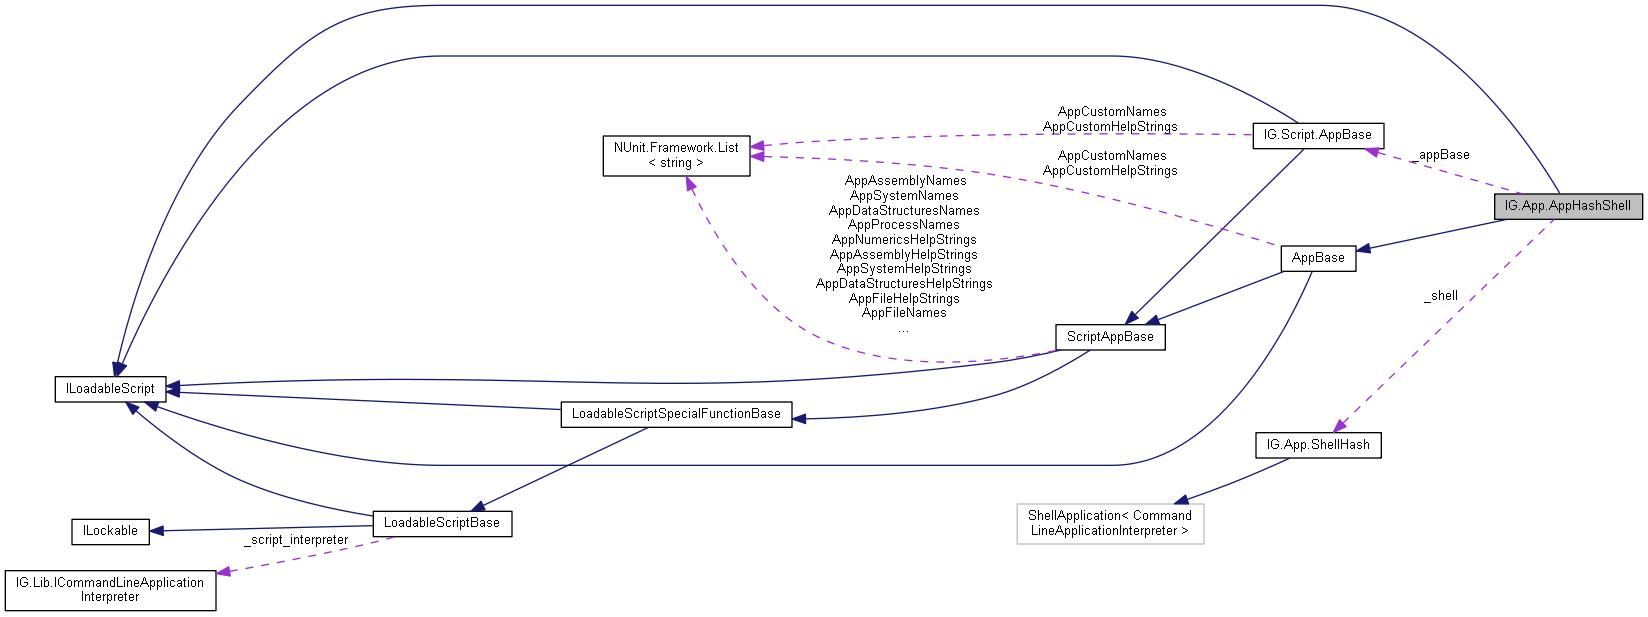 AppCustomNames
AppCustomHelpStrings
IG.Script.AppBase
NUnit.Framework.List
< string >
_appBase
AppCustomNames
AppCustomHelpStrings
AppAssemblyNames
AppSystemNames
AppDataStructuresNames
AppProcessNames
AppNumericsHelpStrings
AppAssemblyHelpStrings
AppSystemHelpStrings
AppDataStructuresHelpStrings
AppFileHelpStrings
AppFileNames
...
IG.App.AppHashShell
AppBase
_shell
ScriptAppBase
ILoadableScript
LoadableScriptSpecialFunctionBase
IG.App.ShellHash
LoadableScriptBase
ShellApplication< Command
LineApplicationInterpreter >
ILockable
_script_interpreter
IG.Lib.ICommandLineApplication
Interpreter